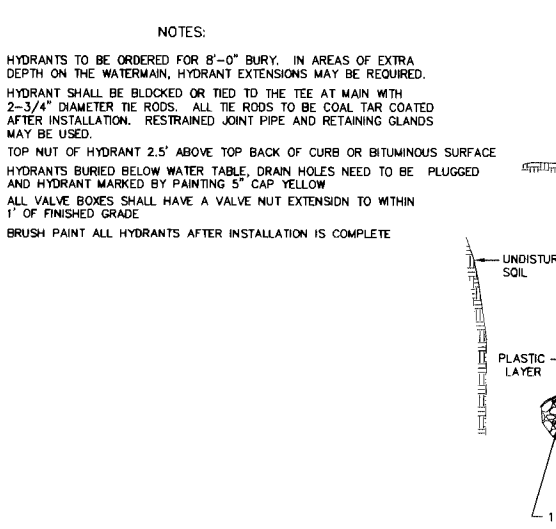 NOTES:
HYDRANTS TO BE ORDERED FOR 8'-0" BURY. IN AREAS OF EXTRA
DEPTH ON THE WATERMAIN, HYDRANT EXTENSIONS MAY BE REQUIRED.
HYDRANT SHALL BE BLOCKED OR TIED TO THE TEE AT MAIN WITH
2-3/4" DIAMETER TIE RODS. ALL TIE RODS TO BE COAL TAR COATED
AFTER INSTALLATION. RESTRAINED JOINT PIPE AND RETAINING GLANDS
MAY BE USED.
TOP NUT OF HYDRANT 2.5' ABOVE TOP BACK OF CURB OR BITUMINOUS SURFACE
HYDRANTS BURIED BELOW WATER TABLE, DRAIN HOLES NEED TO BE PLUGGED
AND HYDRANT MARKED BY PAINTING 5" CAP YELLOW
ALL VALVE BOXES SHALL HAVE A VALVE NUT EXTENSION TO WITHIN
1' OF FINISHED GRADE
BRUSH PAINT ALL HYDRANTS AFTER INSTALLATION IS COMPLETE
UNDISTUR
SOIL
PLASTIC
LAYER
1